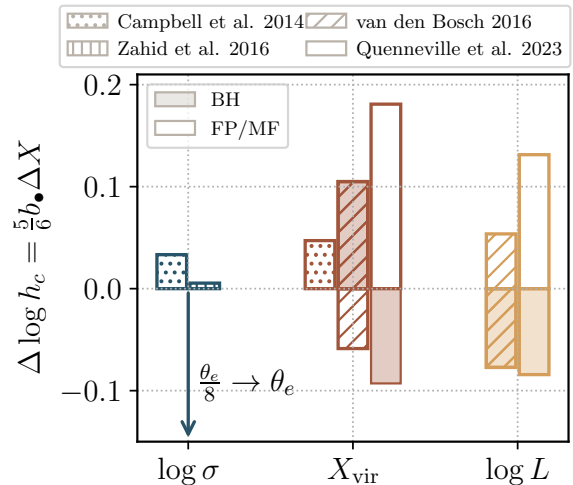 Campbell et al. 2014
van den Bosch 2016
Zahid et al. 2016
Quenneville et al. 2023
BH
FP/MF
Δ log h_c = 5/6 b_• ΔX
0.2
0.1
0.0
−0.1
θ_e/8 → θ_e
log σ
X_vir
log L